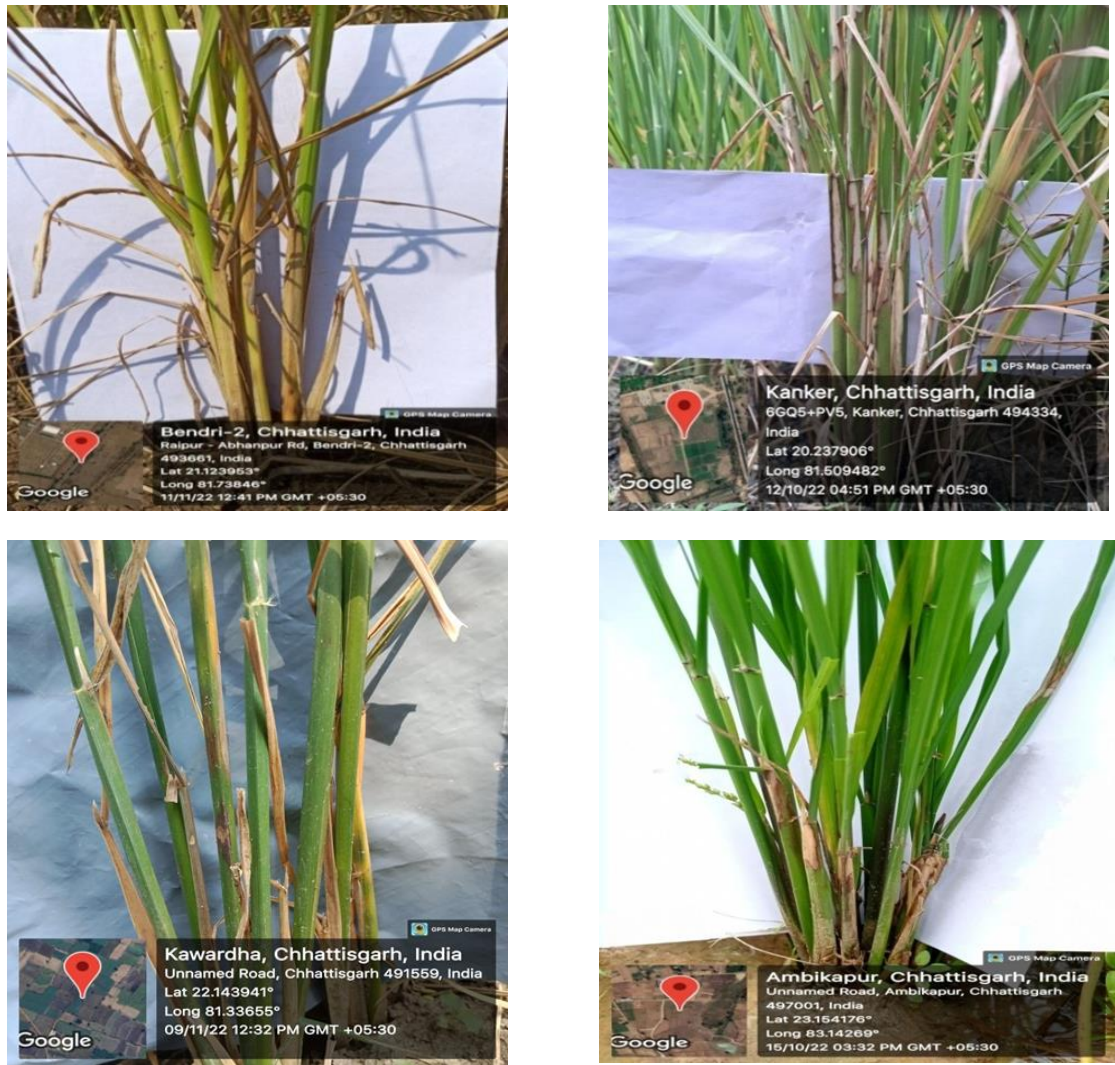 GPS Map Camera
Bendri-2, Chhattisgarh, India
Raipur - Abhanpur Rd, Bendri-2, Chhattisgarh
493661, India
Lat 21.123953°
Long 81.73846°
11/11/22 12:41 PM GMT +05:30
Google
GPS Map Camera
Kanker, Chhattisgarh, India
6GQ5+PV5, Kanker, Chhattisgarh 494334,
India
Lat 20.237906°
Long 81.509482°
12/10/22 04:51 PM GMT +05:30
Google
GPS Map Camera
Kawardha, Chhattisgarh, India
Unnamed Road, Chhattisgarh 491559, India
Lat 22.143941°
Long 81.33655°
09/11/22 12:32 PM GMT +05:30
Google
GPS Map Camera
Ambikapur, Chhattisgarh, India
Unnamed Road, Ambikapur, Chhattisgarh
497001, India
Lat 23.154176°
Long 83.14269°
15/10/22 03:32 PM GMT +05:30
Google